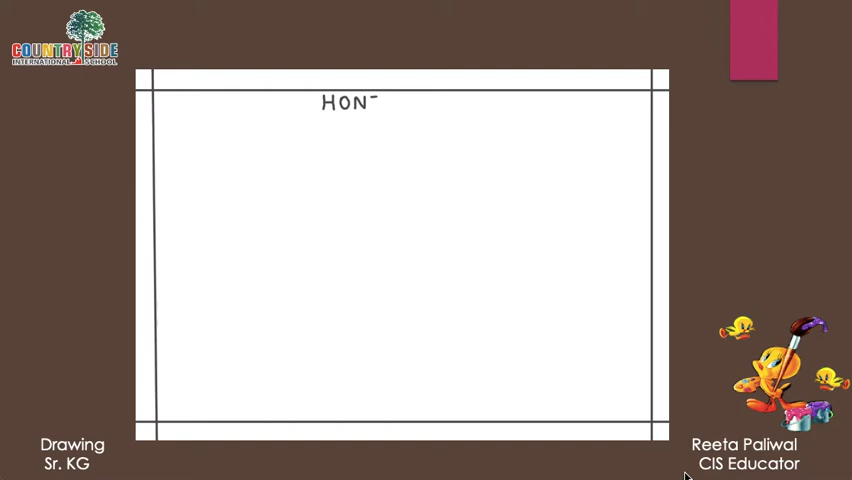 COUNTRYSIDE
INTERNATIONAL SCHOOL
HON-
Drawing
Sr. KG
Reeta Paliwal
CIS Educator